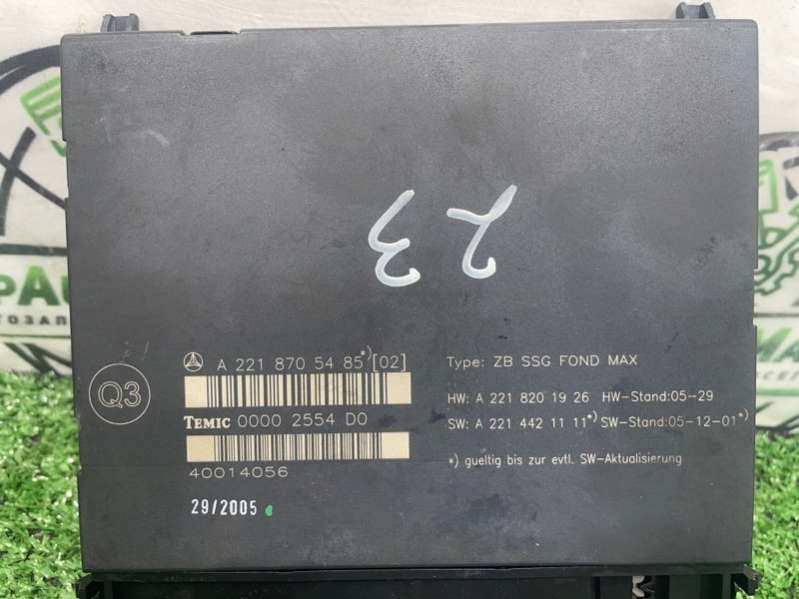 A 221 870 54 85*)[02]
TEMIC 0000 2554 D0
40014056
29/2005
Q3
Type: ZB SSG FOND MAX
HW: A 221 820 19 26 HW-Stand:05-29
SW: A 221 442 11 11*) SW-Stand:05-12-01*)
*) gueltig bis zur evtl. SW-Aktualisierung